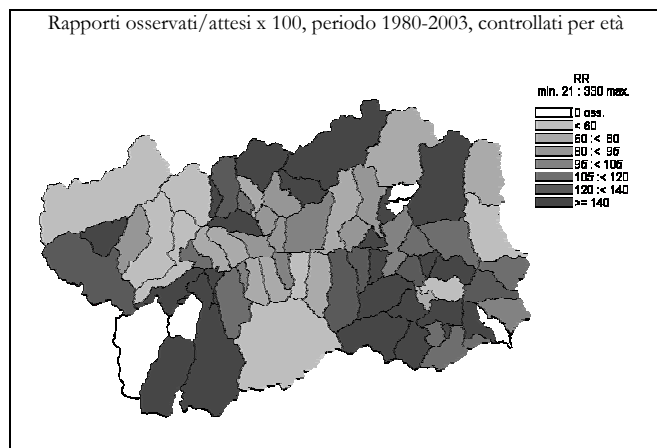 Rapporti osservati/attesi x 100, periodo 1980-2003, controllati per età
RR
min. 21 : 330 max.
0 oss.
< 60
60 :< 80
80 :< 95
95 :< 105
105 :< 120
120 :< 140
>= 140